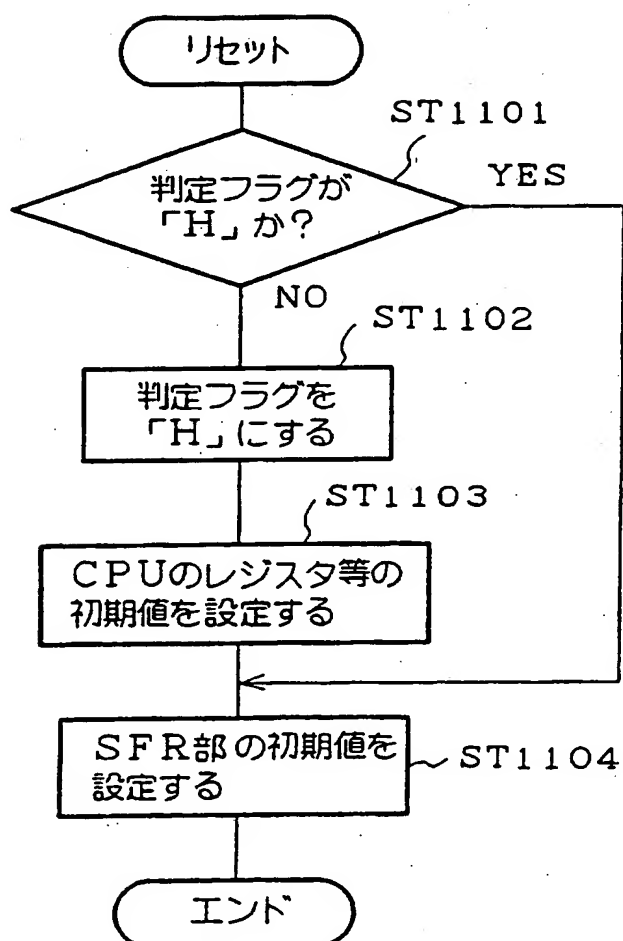 リセット
ST1101
判定フラグが
「H」か?
YES
NO
ST1102
判定フラグを
「H」にする
ST1103
CPUのレジスタ等の
初期値を設定する
SFR部の初期値を
設定する
ST1104
エンド